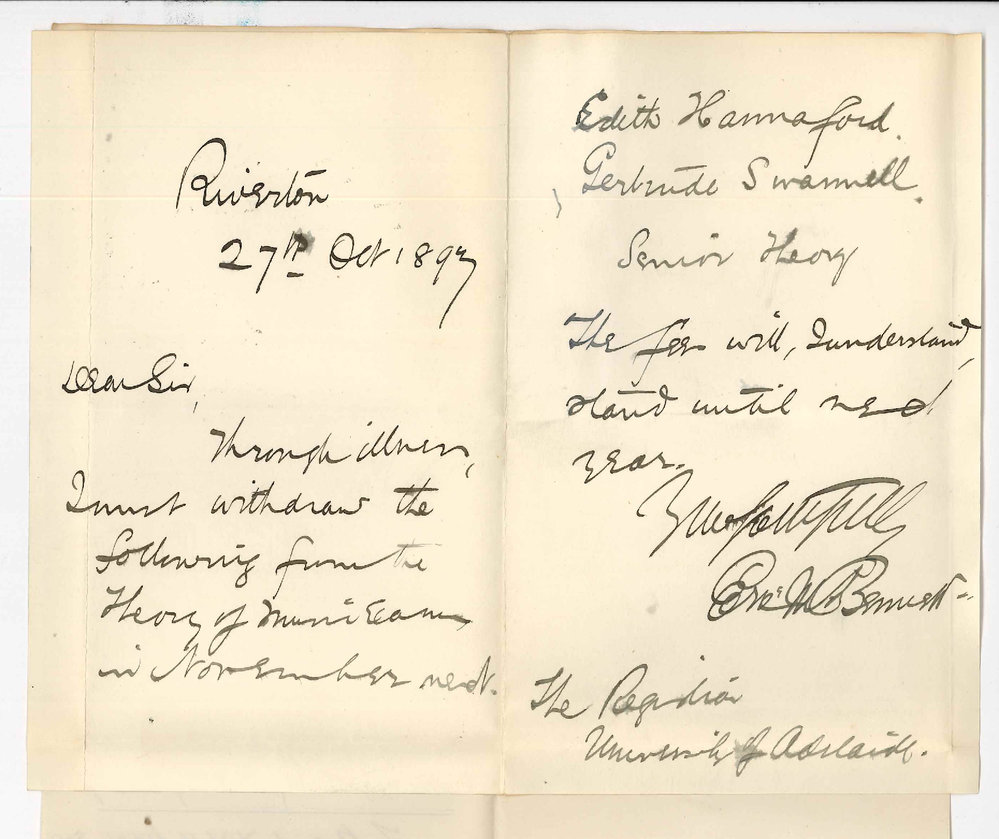 Riverton
27th Oct 1897
Dear Sir,
Through illness,
I must withdraw the
following from the
Theory of Music Exams
in November next.
Edith Hannaford.
Gertrude Swannell.
Senior Theory
The fees will, I understand,
stand until next
year.
Yours faithfully
M. Bennett
The Registrar
University of Adelaide.